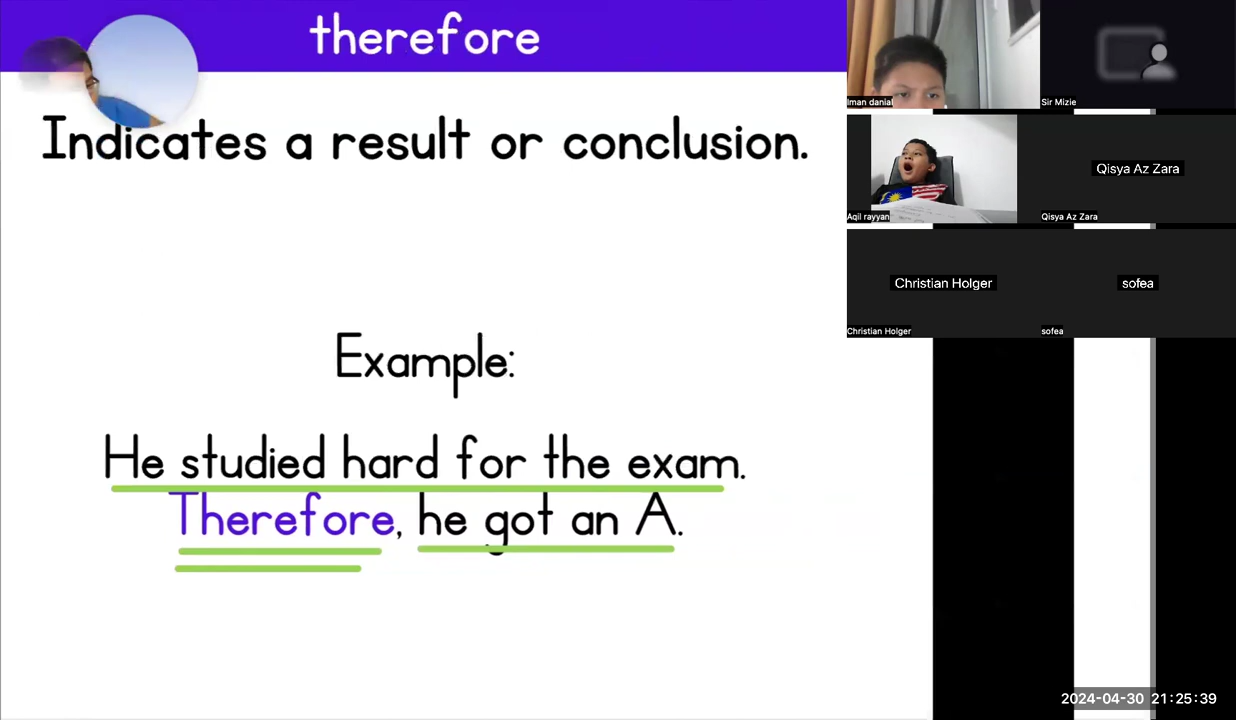 therefore
Indicates a result or conclusion.
Example:
He studied hard for the exam.
Therefore, he got an A.
Iman danial
Sir Mizie
Aqil rayyan
Qisya Az Zara
Qisya Az Zara
Christian Holger
sofea
Christian Holger
sofea
2024-04-30 21:25:39